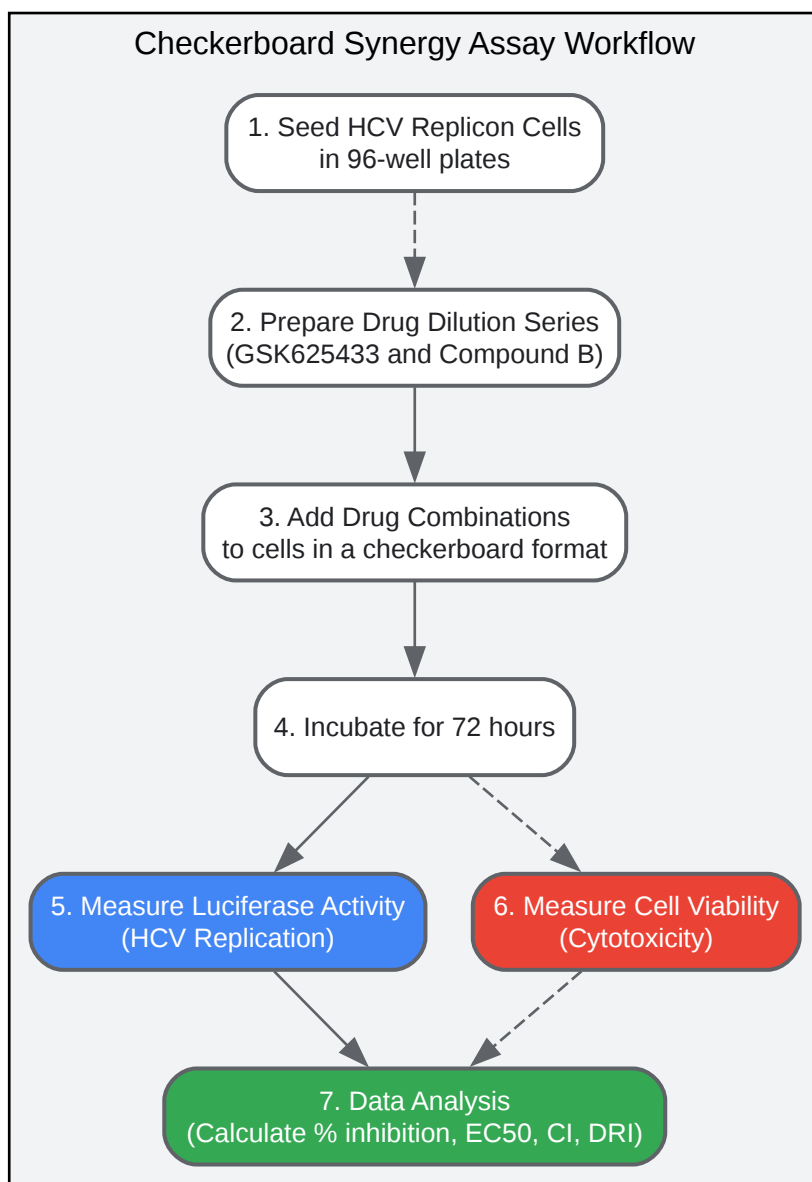 Checkerboard Synergy Assay Workflow
1. Seed HCV Replicon Cells
in 96-well plates
2. Prepare Drug Dilution Series
(GSK625433 and Compound B)
3. Add Drug Combinations
to cells in a checkerboard format
4. Incubate for 72 hours
5. Measure Luciferase Activity
(HCV Replication)
6. Measure Cell Viability
(Cytotoxicity)
7. Data Analysis
(Calculate % inhibition, EC50, CI, DRI)